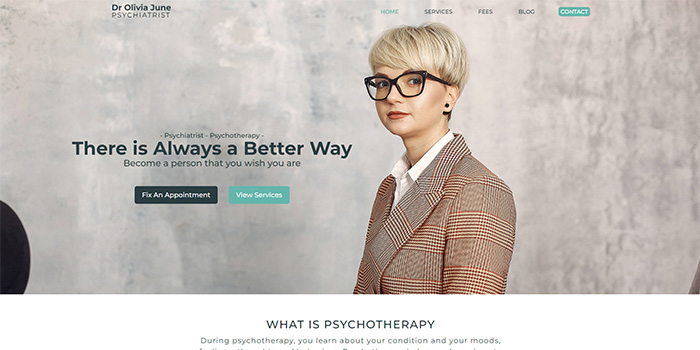 Dr Olivia June
PSYCHIATRIST
HOME SERVICES FEES BLOG CONTACT
- Psychiatrist - Psychotherapy -
There is Always a Better Way
Become a person that you wish you are
Fix An Appointment View Services
WHAT IS PSYCHOTHERAPY
During psychotherapy, you learn about your condition and your moods,